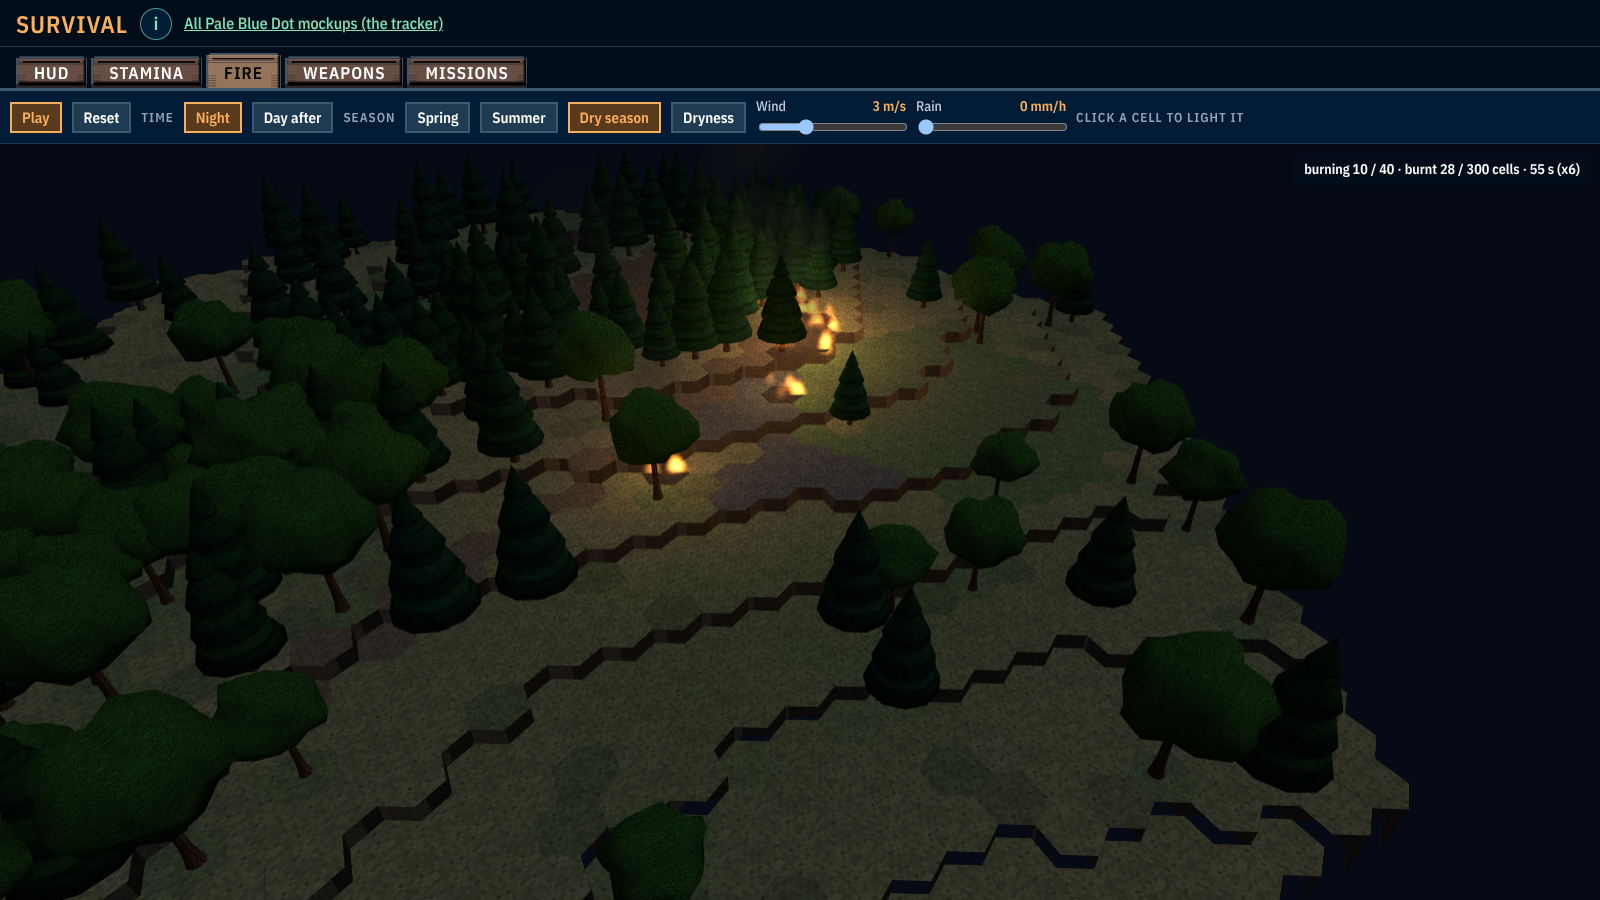 SURVIVAL i All Pale Blue Dot mockups (the tracker)
HUD STAMINA FIRE WEAPONS MISSIONS
Play Reset TIME Night Day after SEASON Spring Summer Dry season Dryness Wind 3 m/s Rain 0 mm/h CLICK A CELL TO LIGHT IT
burning 10 / 40 · burnt 28 / 300 cells · 55 s (x6)